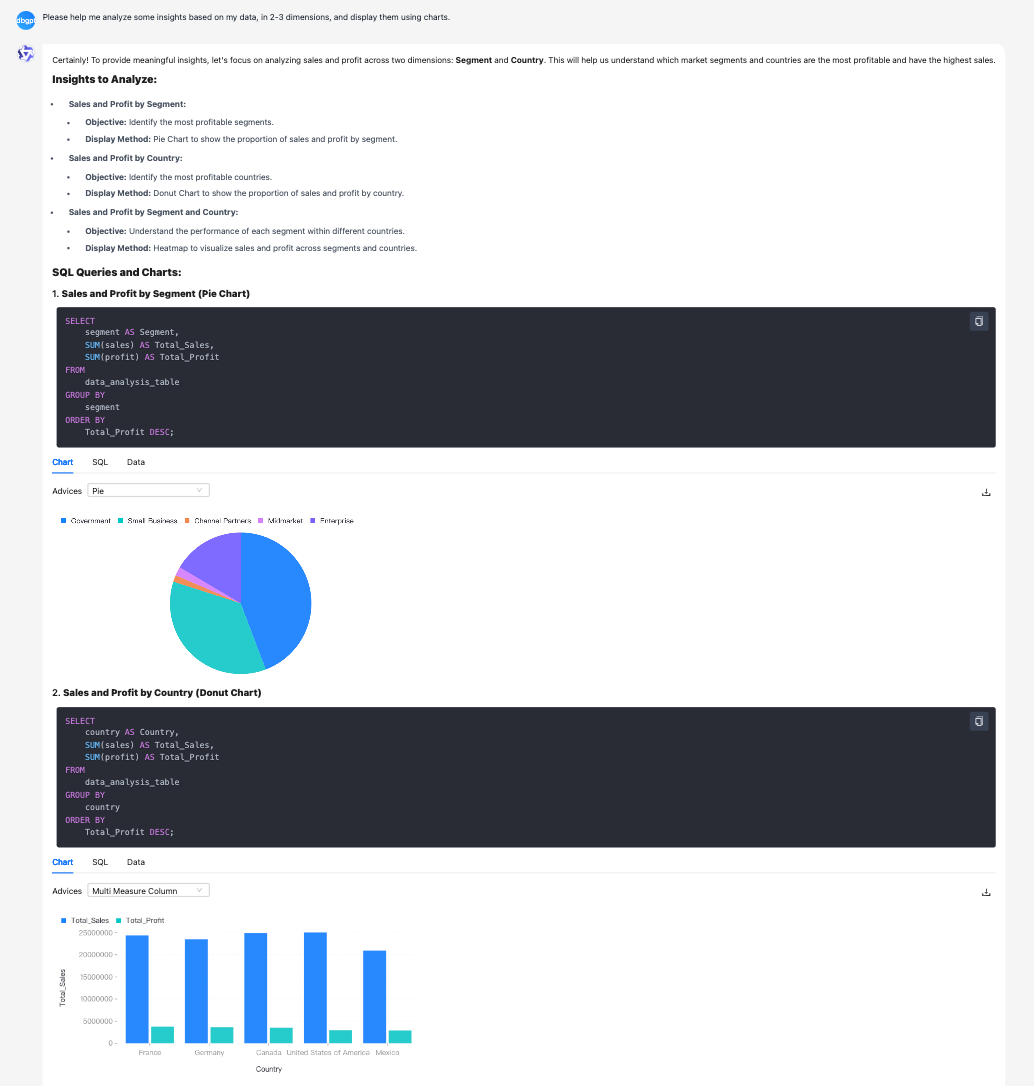 dbgpt
Please help me analyze some insights based on my data, in 2-3 dimensions, and display them using charts.
Certainly! To provide meaningful insights, let's focus on analyzing sales and profit across two dimensions: Segment and Country. This will help us understand which market segments and countries are the most profitable and have the highest sales.
Insights to Analyze:
• Sales and Profit by Segment:
• Objective: Identify the most profitable segments.
• Display Method: Pie Chart to show the proportion of sales and profit by segment.
• Sales and Profit by Country:
• Objective: Identify the most profitable countries.
• Display Method: Donut Chart to show the proportion of sales and profit by country.
• Sales and Profit by Segment and Country:
• Objective: Understand the performance of each segment within different countries.
• Display Method: Heatmap to visualize sales and profit across segments and countries.
SQL Queries and Charts:
1. Sales and Profit by Segment (Pie Chart)
SELECT
segment AS Segment,
SUM(sales) AS Total_Sales,
SUM(profit) AS Total_Profit
FROM
data_analysis_table
GROUP BY
segment
ORDER BY
Total_Profit DESC;
Chart SQL Data
Advices Pie
Government Small Business Channel Partners Midmarket Enterprise
2. Sales and Profit by Country (Donut Chart)
SELECT
country AS Country,
SUM(sales) AS Total_Sales,
SUM(profit) AS Total_Profit
FROM
data_analysis_table
GROUP BY
country
ORDER BY
Total_Profit DESC;
Chart SQL Data
Advices Multi Measure Column
Total_Sales Total_Profit
25000000
20000000
15000000
10000000
5000000
0
Total_Sales
France Germany Canada United States of America Mexico
Country